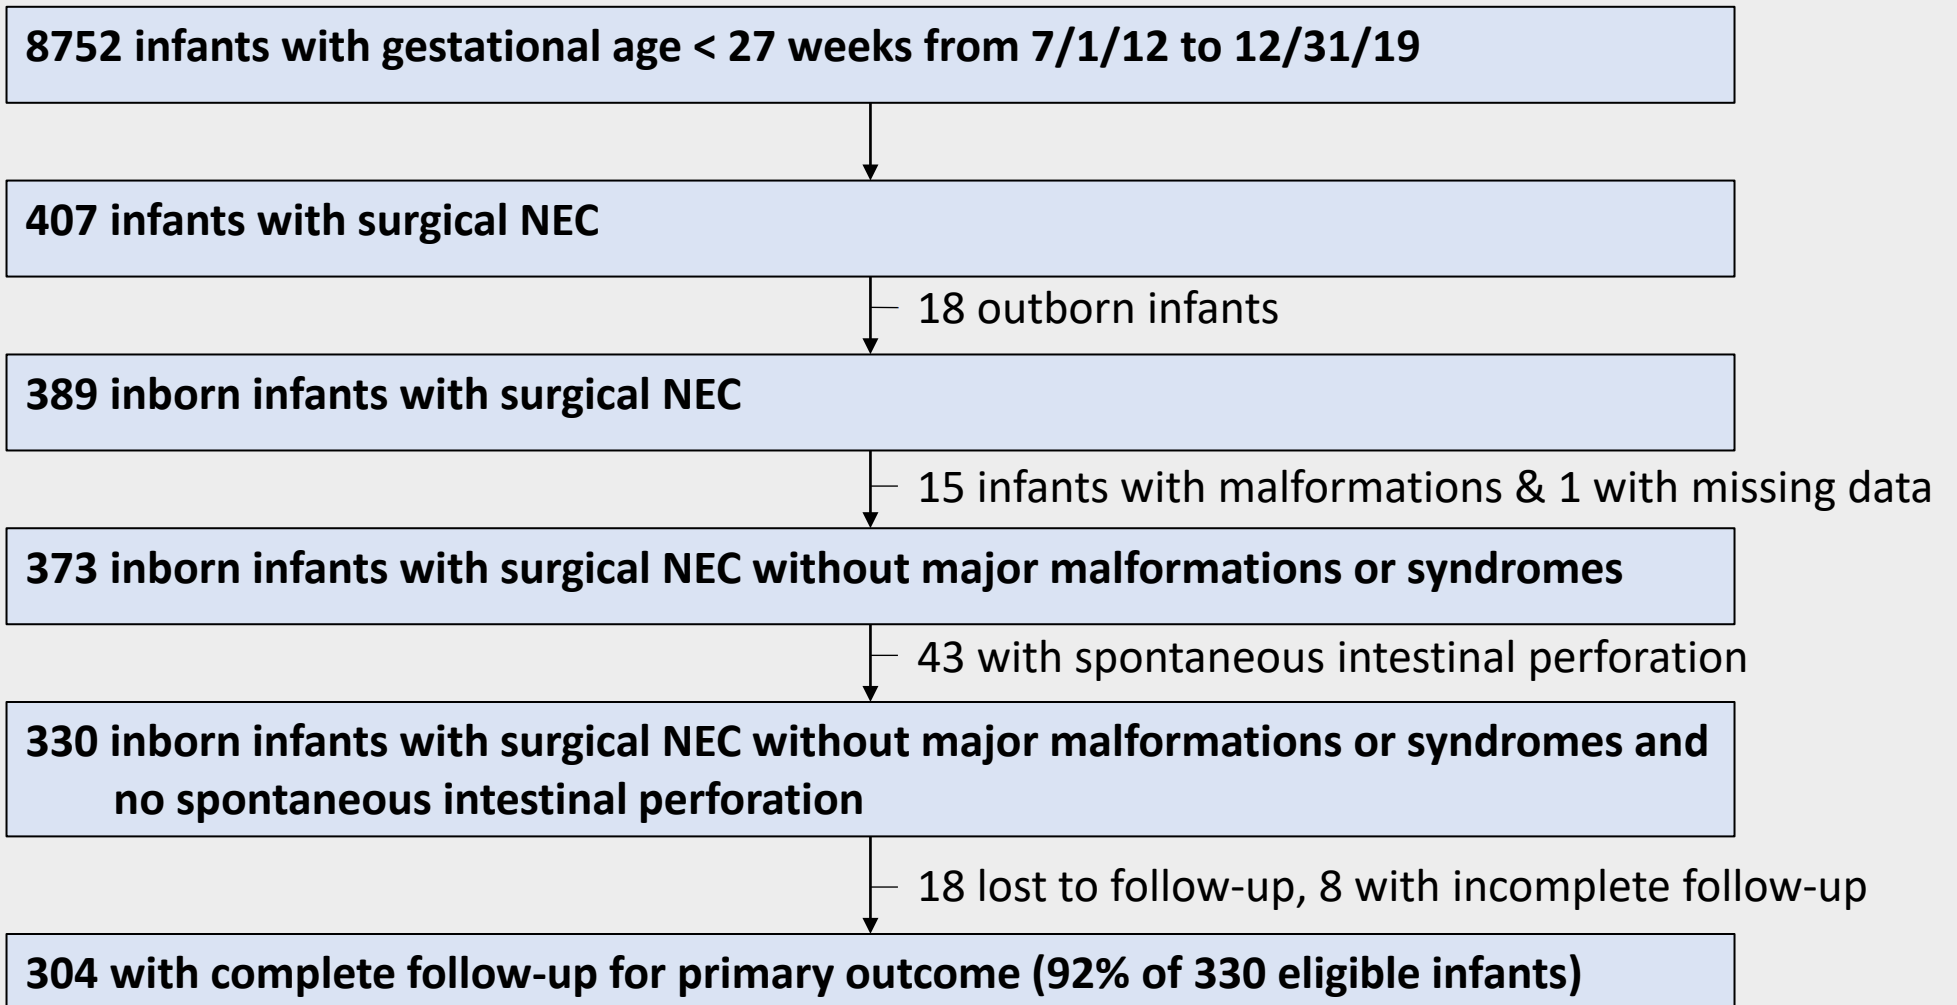 8752 infants with gestational age < 27 weeks from 7/1/12 to 12/31/19
407 infants with surgical NEC
18 outborn infants
389 inborn infants with surgical NEC
15 infants with malformations & 1 with missing data
373 inborn infants with surgical NEC without major malformations or syndromes
43 with spontaneous intestinal perforation
330 inborn infants with surgical NEC without major malformations or syndromes and
no spontaneous intestinal perforation
18 lost to follow-up, 8 with incomplete follow-up
304 with complete follow-up for primary outcome (92% of 330 eligible infants)